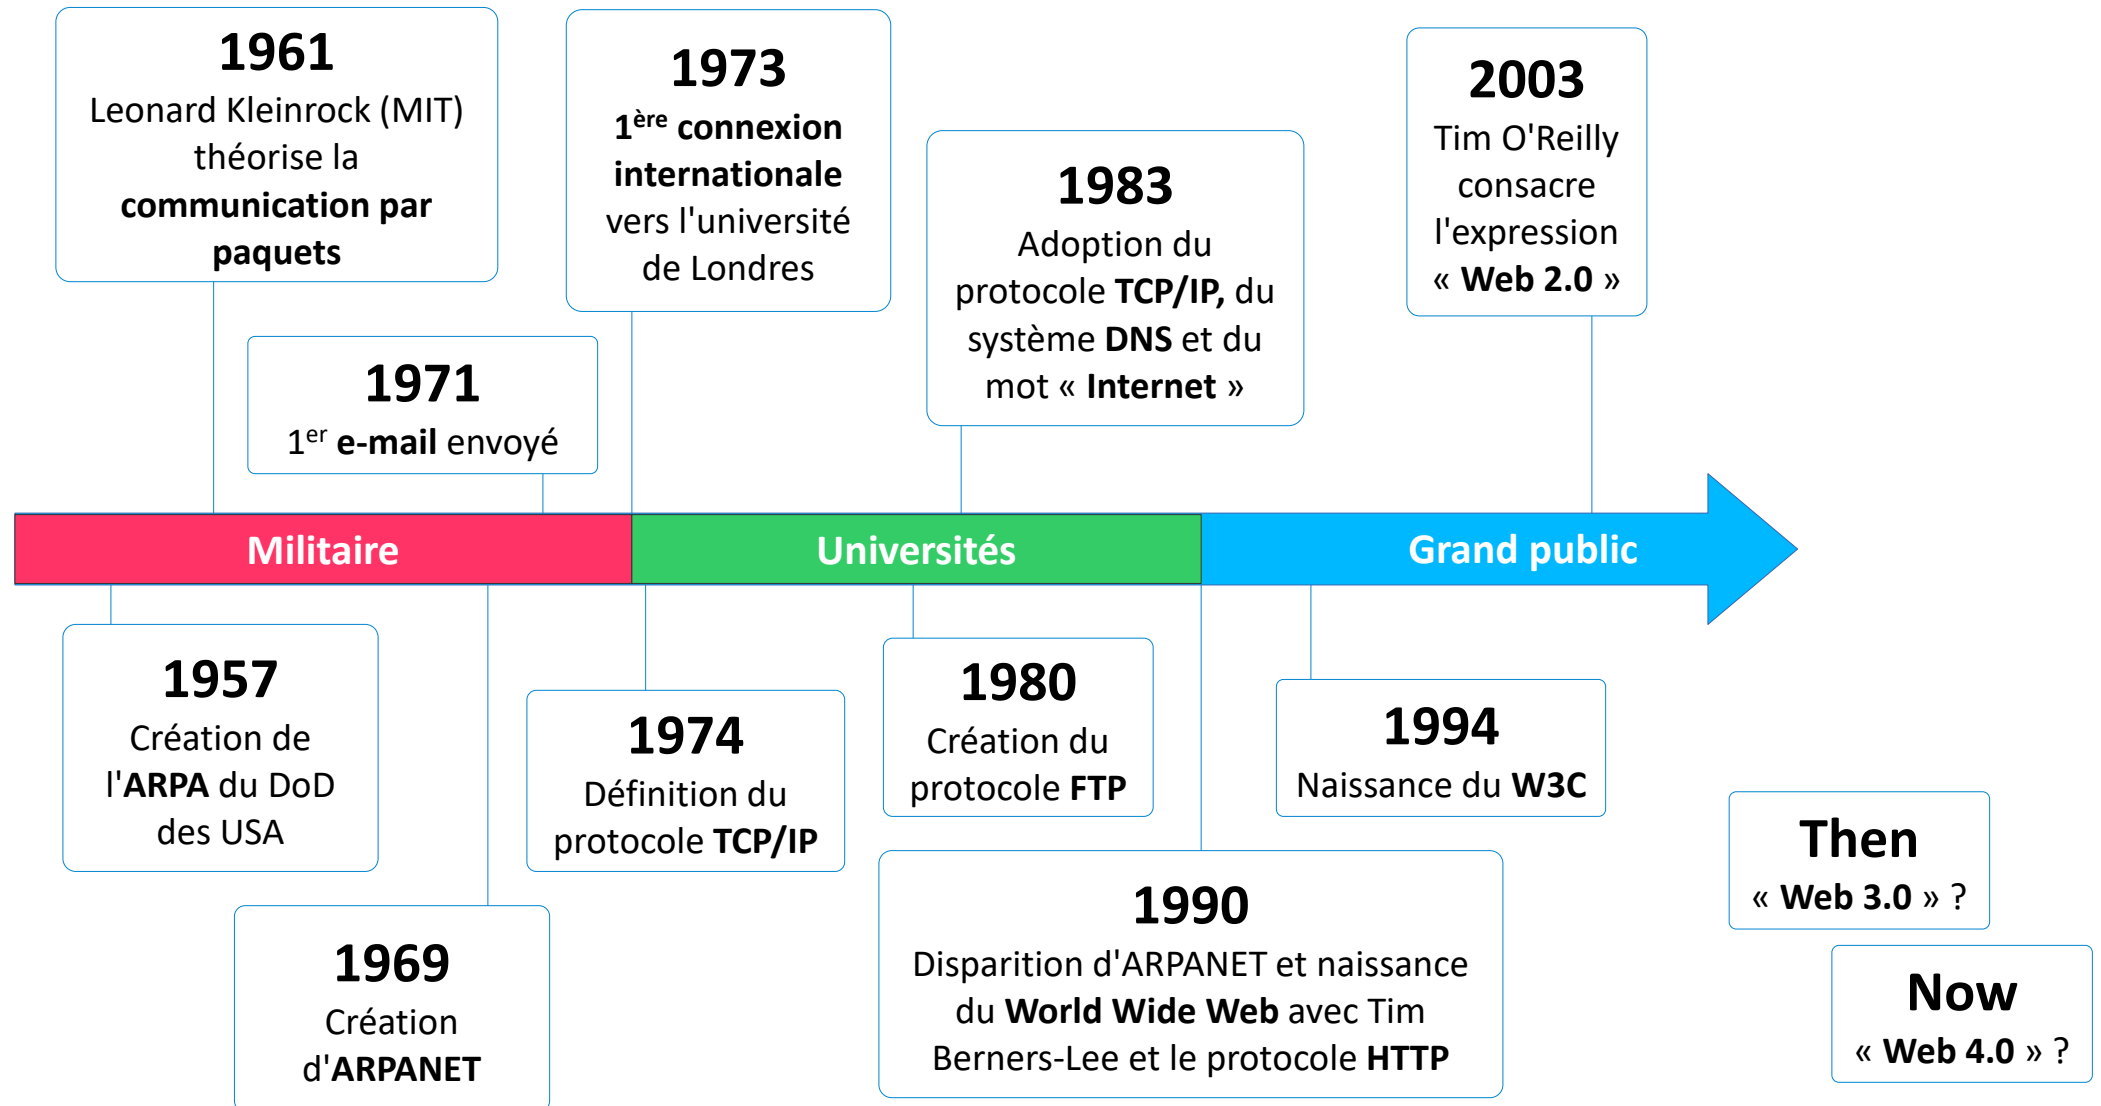 1961
Leonard Kleinrock (MIT)
théorise la
communication par
paquets
1973
1ère connexion
internationale
vers l'université
de Londres
2003
Tim O'Reilly
consacre
l'expression
« Web 2.0 »
1983
Adoption du
protocole TCP/IP, du
système DNS et du
mot « Internet »
1971
1er e-mail envoyé
Militaire
Universités
Grand public
1957
Création de
l'ARPA du DoD
des USA
1974
Définition du
protocole TCP/IP
1980
Création du
protocole FTP
1994
Naissance du W3C
1969
Création
d'ARPANET
1990
Disparition d'ARPANET et naissance
du World Wide Web avec Tim
Berners-Lee et le protocole HTTP
Then
« Web 3.0 » ?
Now
« Web 4.0 » ?